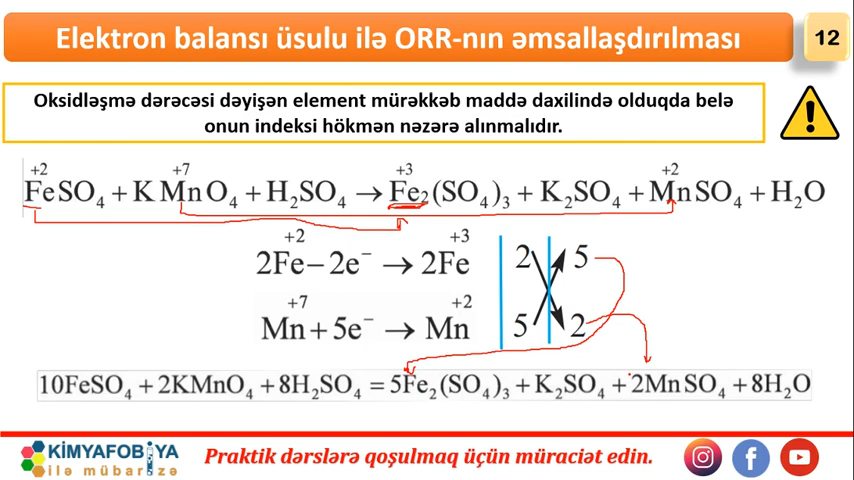 Elektron balansı üsulu ilə ORR-nın əmsallaşdırılması
12
Oksidləşmə dərəcəsi dəyişən element mürəkkəb maddə daxilində olduqda belə
onun indeksi hökmən nəzərə alınmalıdır.
+2 +7 +3 +2
FeSO₄ + KMnO₄ + H₂SO₄ → Fe₂(SO₄)₃ + K₂SO₄ + MnSO₄ + H₂O
+2 +3
2Fe – 2e⁻ → 2Fe 2 5
+7 +2
Mn + 5e⁻ → Mn 5 2
10FeSO₄ + 2KMnO₄ + 8H₂SO₄ = 5Fe₂(SO₄)₃ + K₂SO₄ + 2MnSO₄ + 8H₂O
KİMYAFOBİYA
ilə mübarizə
Praktik dərslərə qoşulmaq üçün müraciət edin.